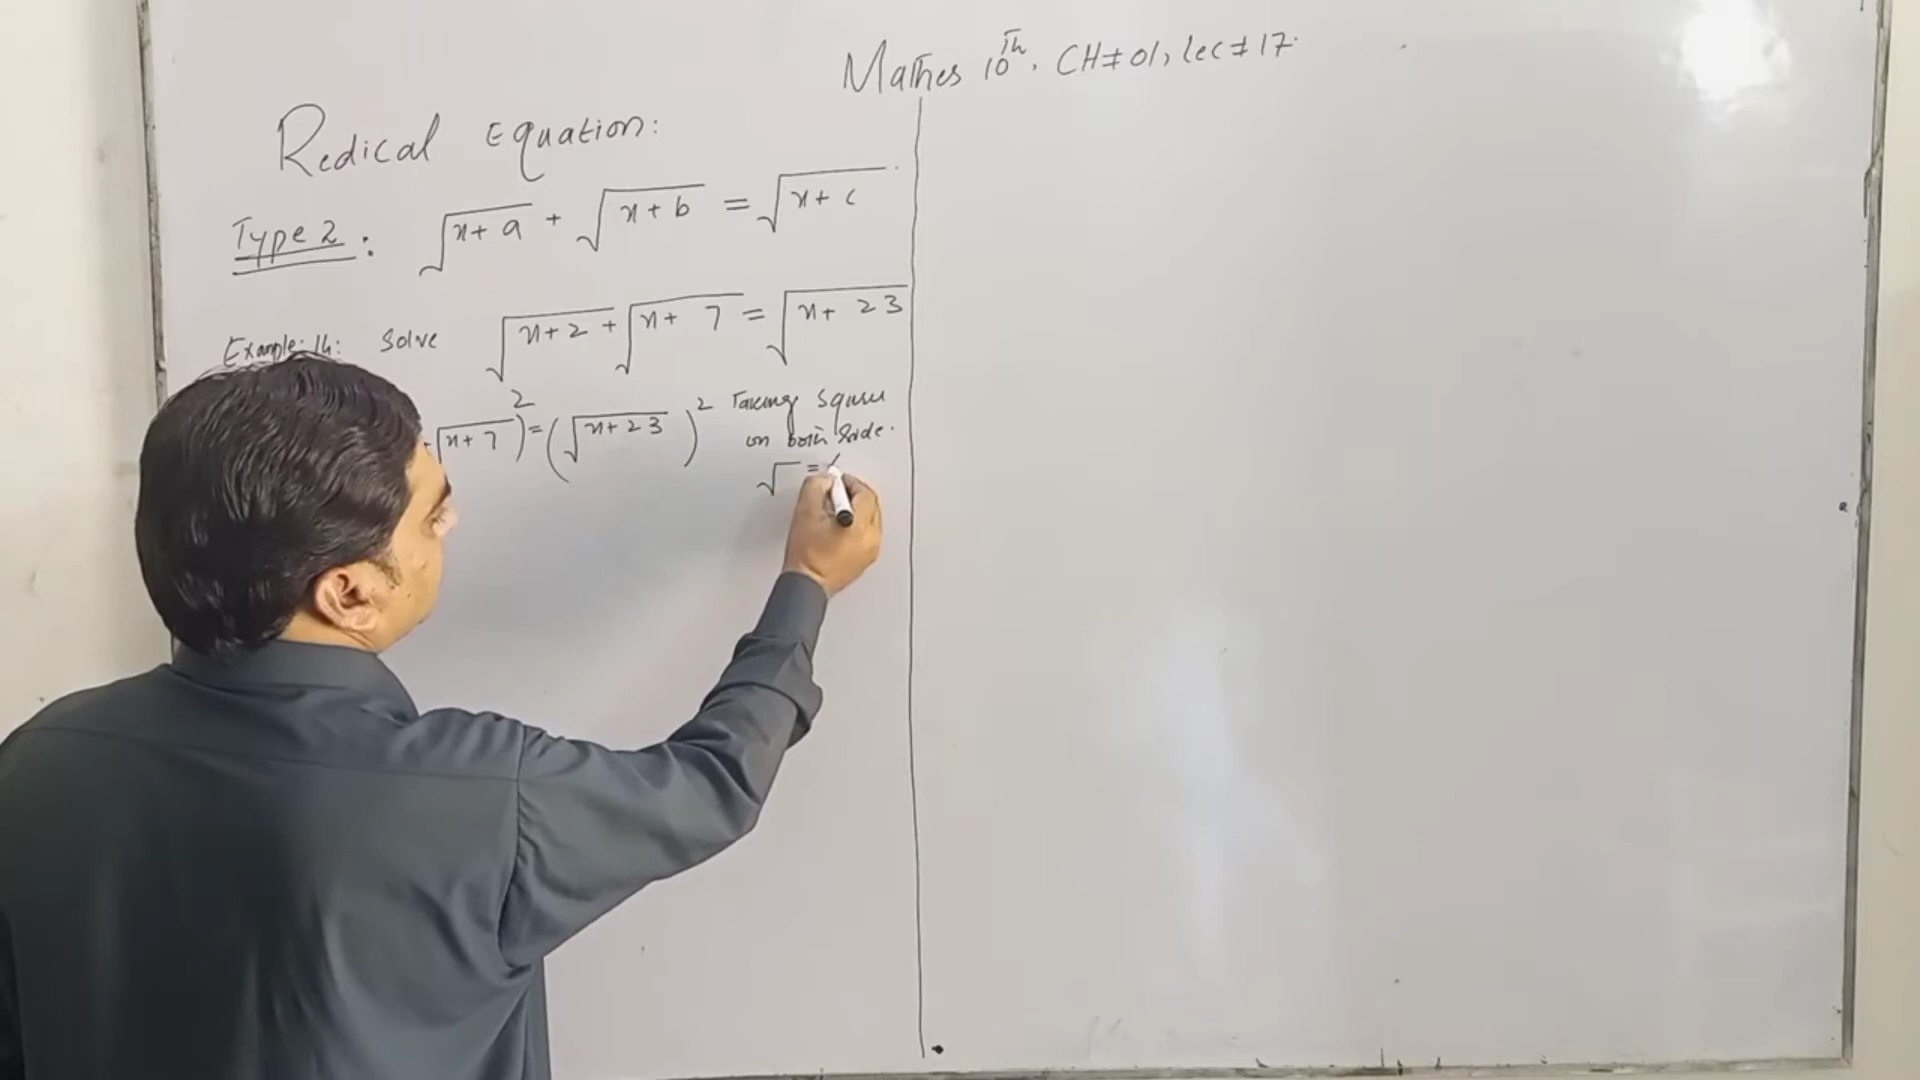 Mathes 10Th, CH≠01, Lec≠17.
Redical Equation:
Type 2 : √(x+a) + √(x+b) = √(x+c)
Example: 14: Solve √(x+2) + √(x+7) = √(x+23)
+ √(x+7))² = (√(x+23))² Taking Square
on both Side.
√ =